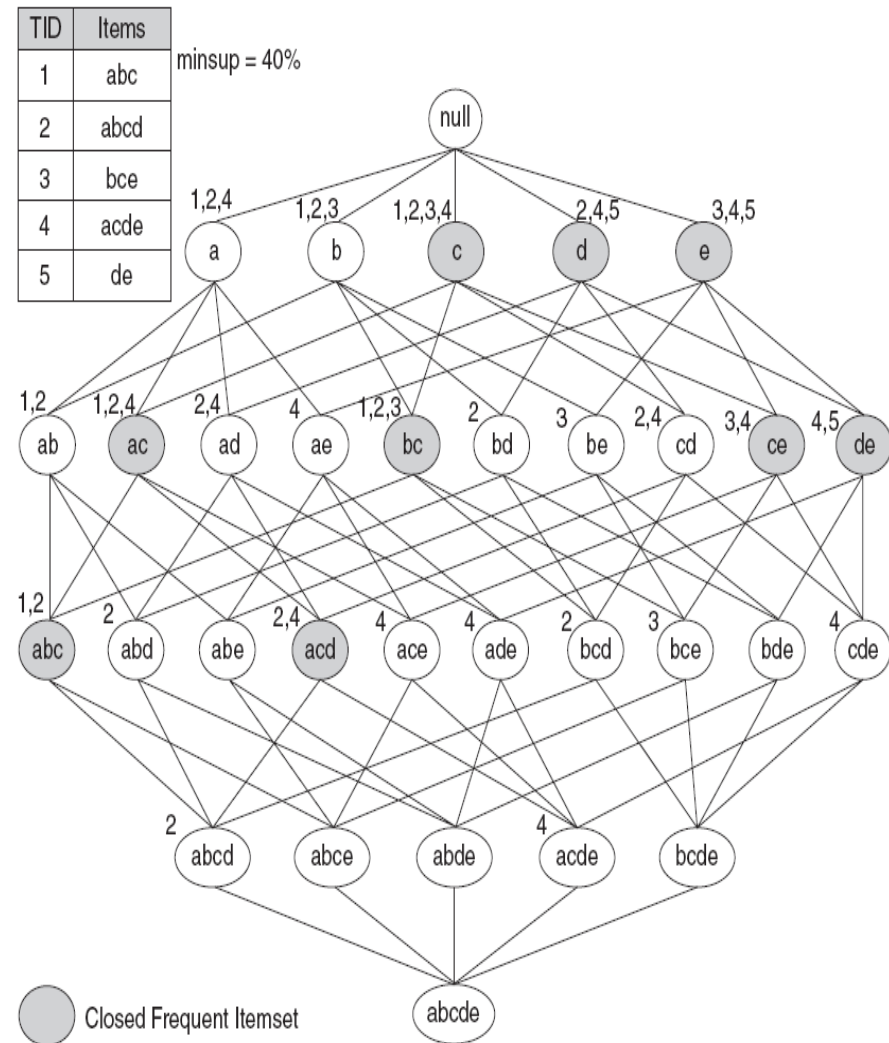 TID Items
1 abc
2 abcd
3 bce
4 acde
5 de
minsup = 40%
null
1,2,4 1,2,3 1,2,3,4 2,4,5 3,4,5
a b c d e
1,2 1,2,4 2,4 4 1,2,3 2 3 2,4 3,4 4,5
ab ac ad ae bc bd be cd ce de
1,2 2 2,4 4 4 2 3 4
abc abd abe acd ace ade bcd bce bde cde
2 4
abcd abce abde acde bcde
abcde
Closed Frequent Itemset